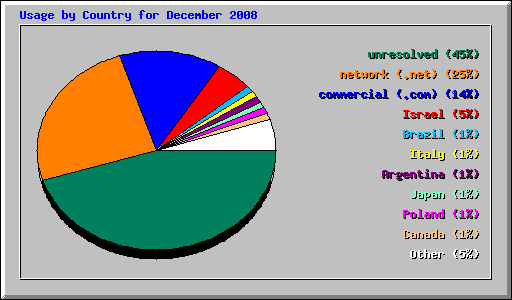 Usage by Country for December 2008
unresolved (45%)
network (.net) (25%)
commercial (.com) (14%)
Israel (5%)
Brazil (1%)
Italy (1%)
Argentina (1%)
Japan (1%)
Poland (1%)
Canada (1%)
Other (5%)